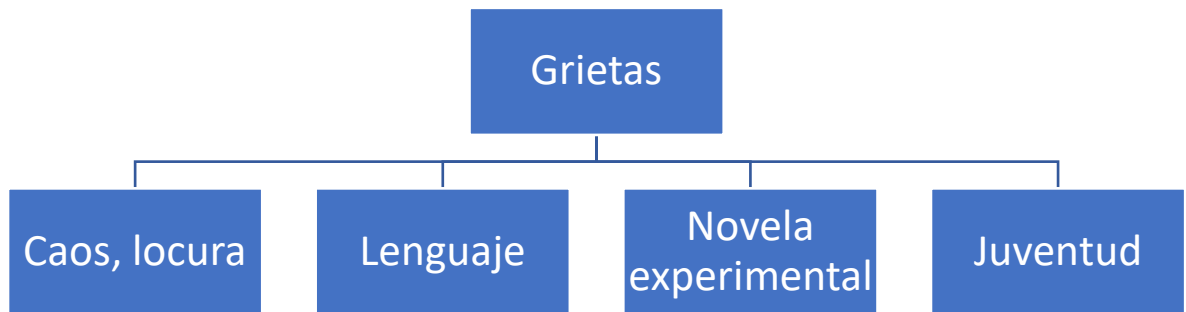 Grietas
Caos, locura
Lenguaje
Novela
experimental
Juventud